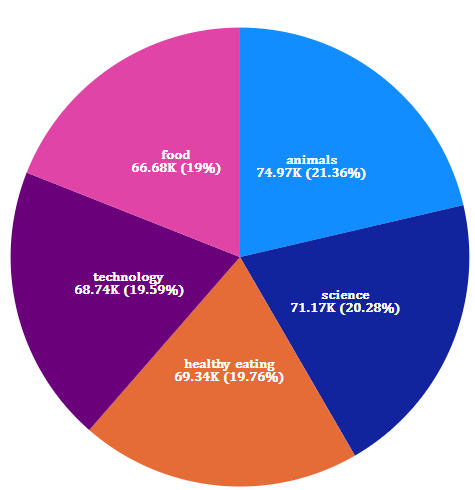 food
66.68K (19%)
animals
74.97K (21.36%)
technology
68.74K (19.59%)
science
71.17K (20.28%)
healthy eating
69.34K (19.76%)